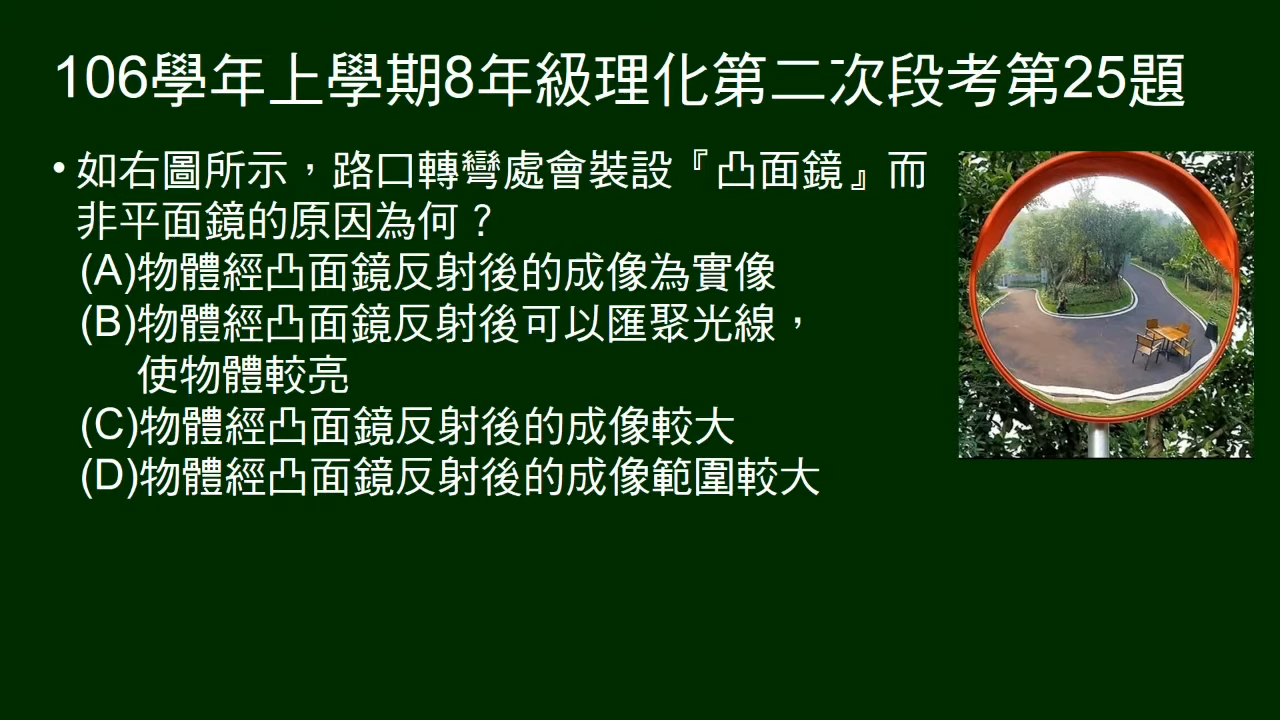 106學年上學期8年級理化第二次段考第25題
•如右圖所示，路口轉彎處會裝設『凸面鏡』而
非平面鏡的原因為何？
(A)物體經凸面鏡反射後的成像為實像
(B)物體經凸面鏡反射後可以匯聚光線，
使物體較亮
(C)物體經凸面鏡反射後的成像較大
(D)物體經凸面鏡反射後的成像範圍較大